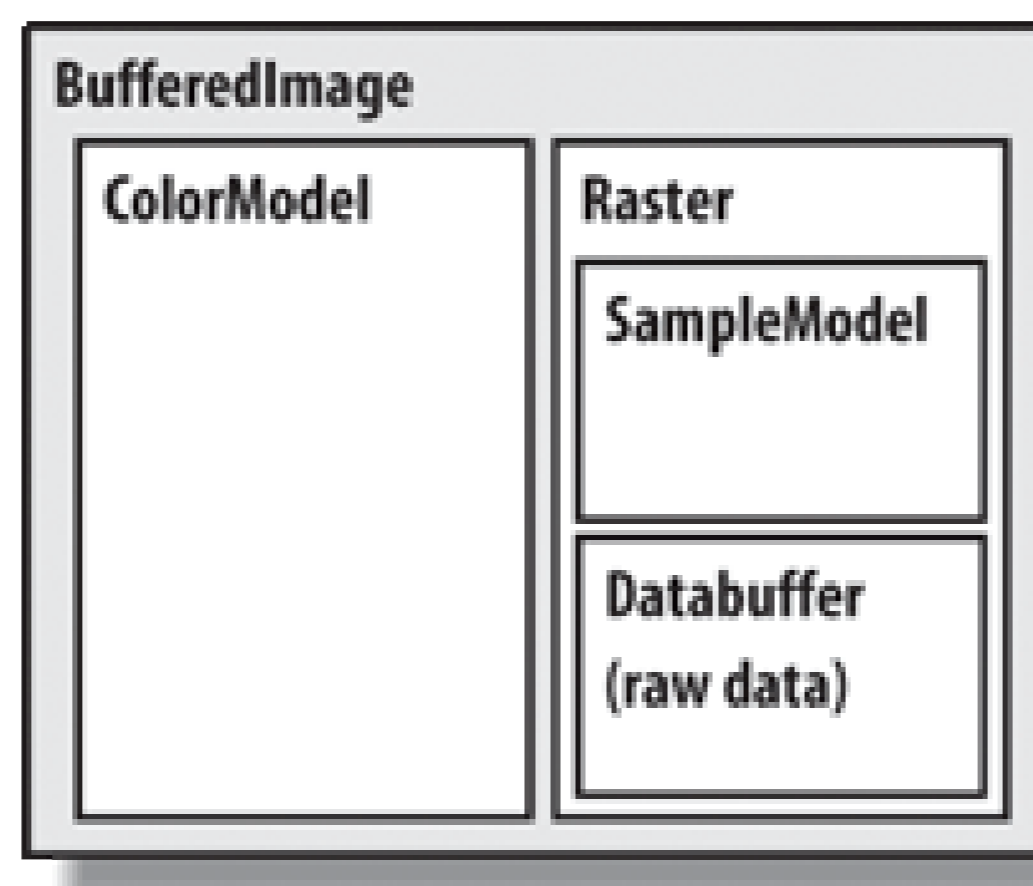 BufferedImage
ColorModel
Raster
SampleModel
Databuffer
(raw data)